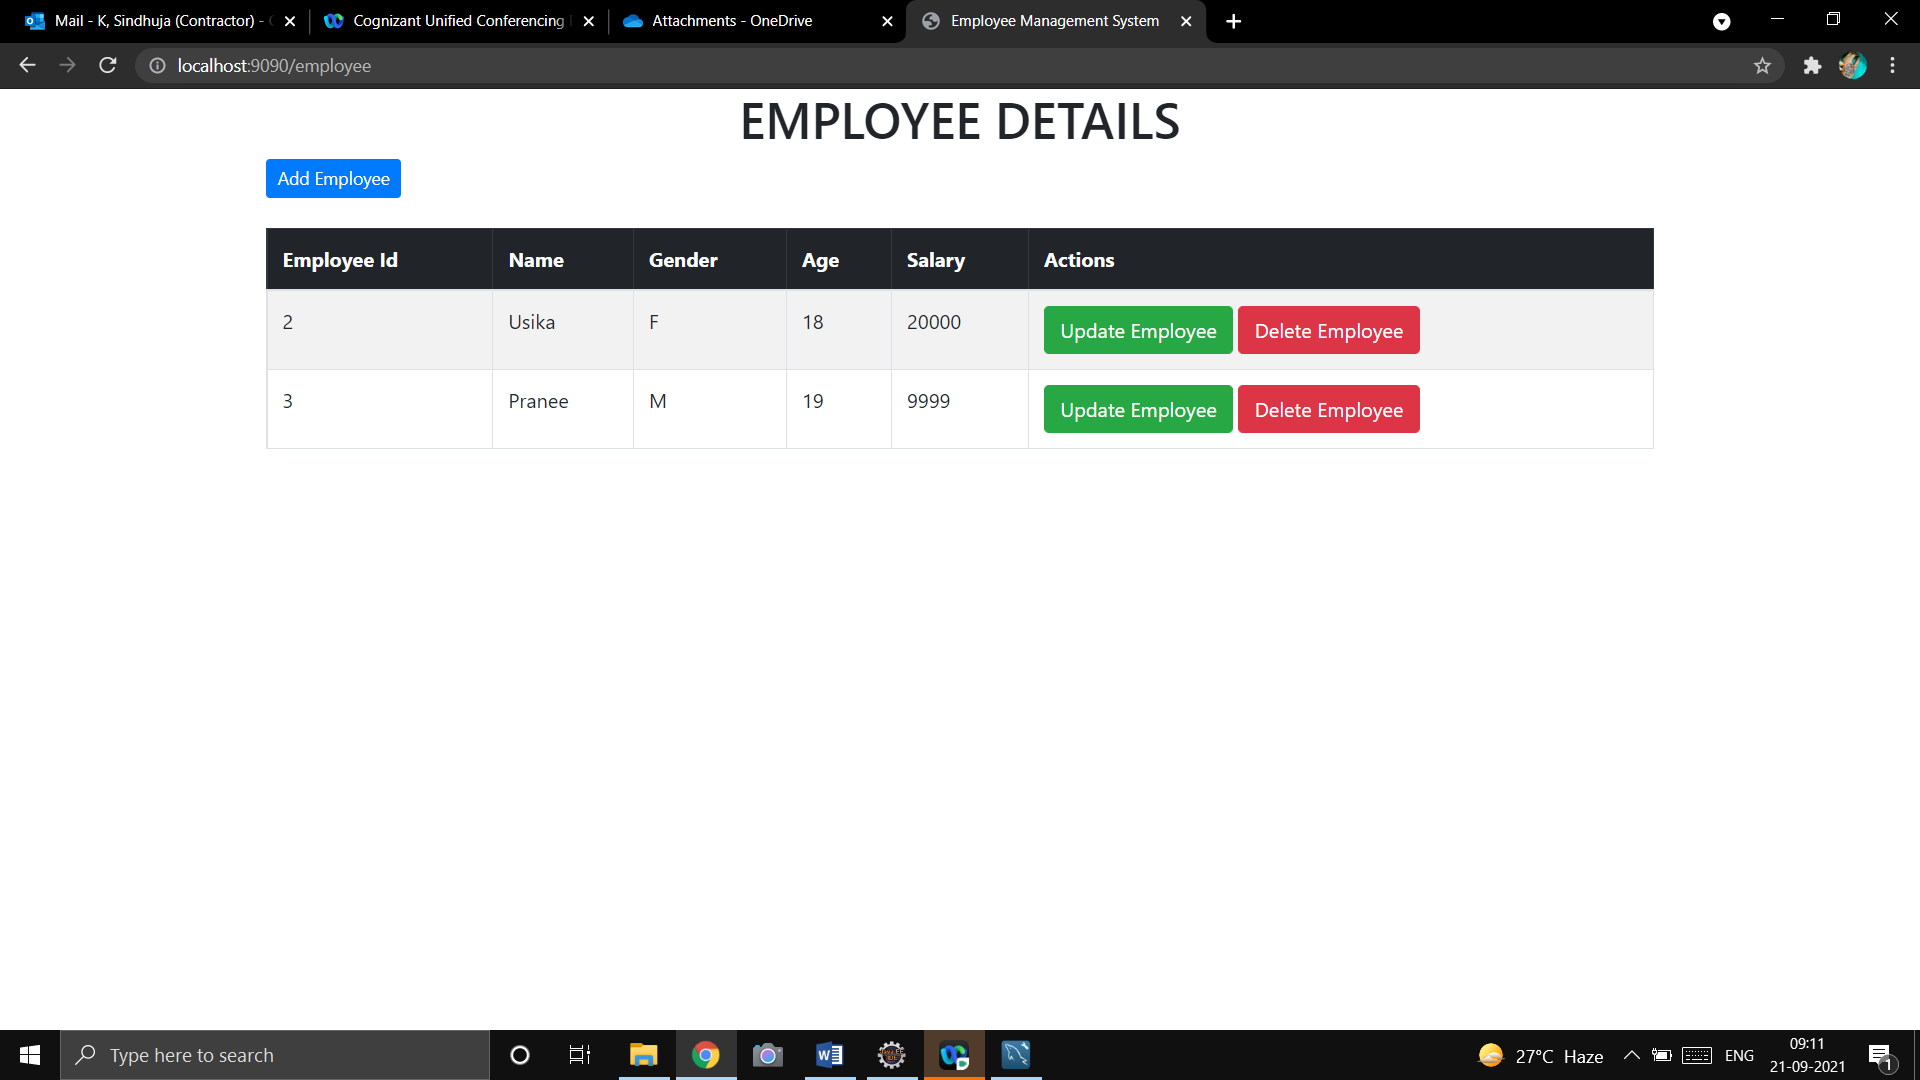 Mail - K, Sindhuja (Contractor) -
Cognizant Unified Conferencing
Attachments - OneDrive
Employee Management System
localhost:9090/employee
EMPLOYEE DETAILS
Add Employee
Employee Id Name Gender Age Salary Actions
2 Usika F 18 20000 Update Employee Delete Employee
3 Pranee M 19 9999 Update Employee Delete Employee
Type here to search
27°C Haze
ENG
09:11
21-09-2021
1